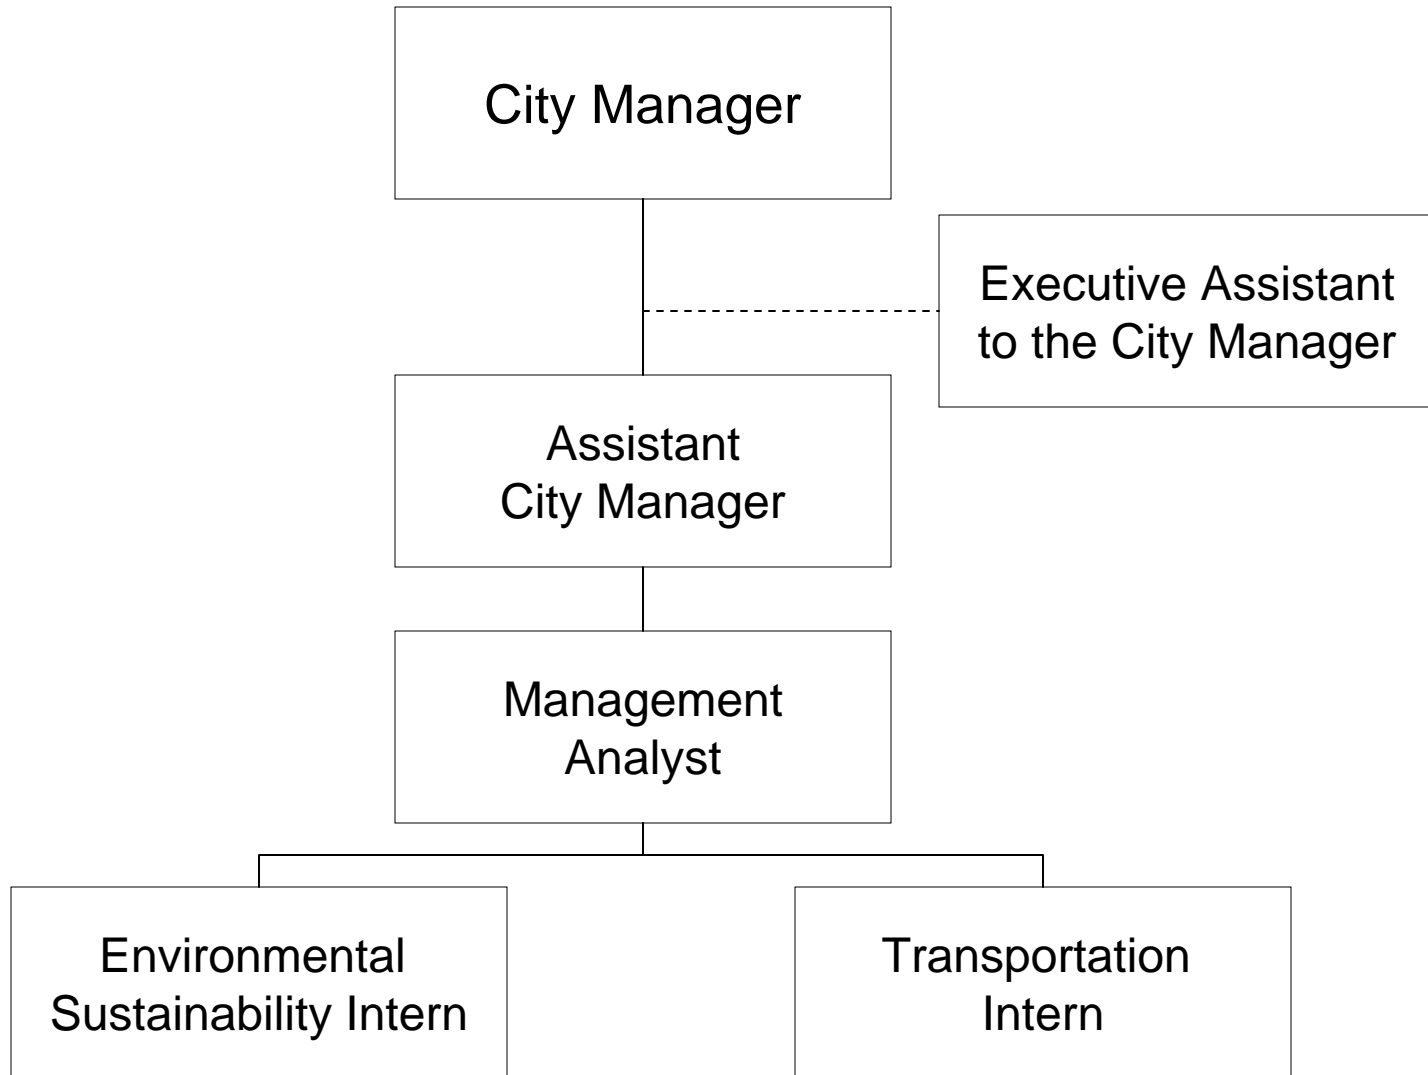 City Manager
Executive Assistant
to the City Manager
Assistant
City Manager
Management
Analyst
Environmental
Sustainability Intern
Transportation
Intern